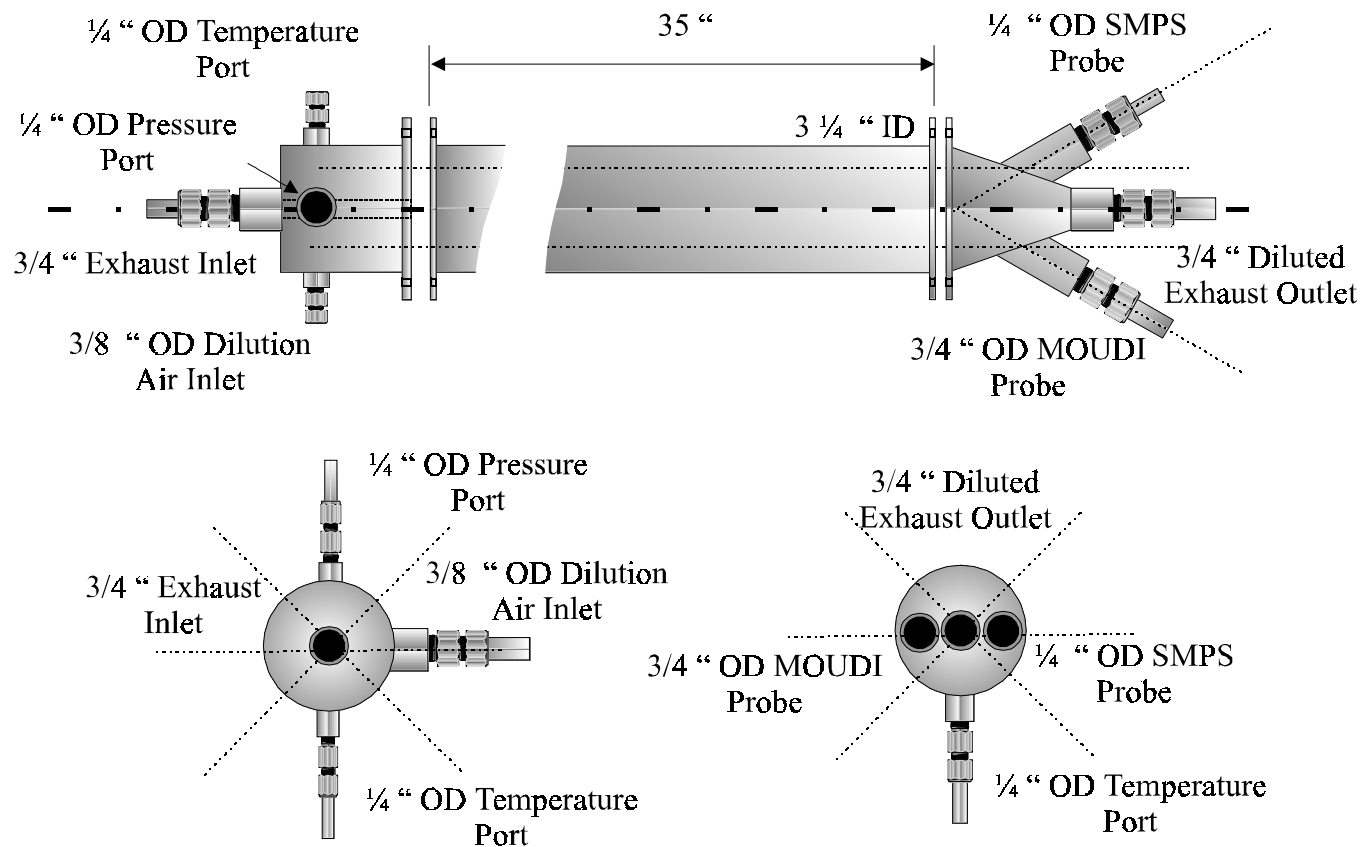 ¼ “ OD Temperature
Port
35 “
¼ “ OD SMPS
Probe
¼ “ OD Pressure
Port
3 ¼ “ ID
3/4 “ Exhaust Inlet
3/4 “ Diluted
Exhaust Outlet
3/8 “ OD Dilution
Air Inlet
3/4 “ OD MOUDI
Probe
¼ “ OD Pressure
Port
3/4 “ Exhaust
Inlet
3/8 “ OD Dilution
Air Inlet
¼ “ OD Temperature
Port
3/4 “ Diluted
Exhaust Outlet
3/4 “ OD MOUDI
Probe
¼ “ OD SMPS
Probe
¼ “ OD Temperature
Port